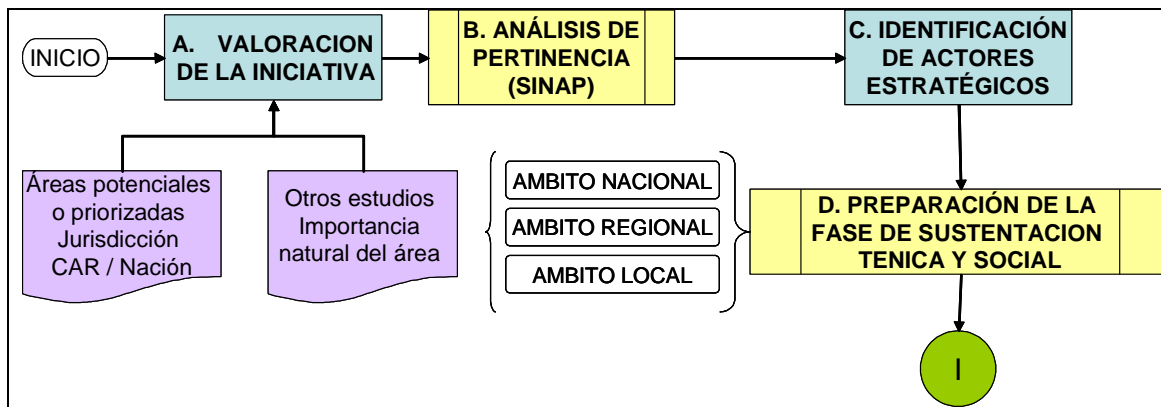 INICIO
A. VALORACION
DE LA INICIATIVA
B. ANÁLISIS DE
PERTINENCIA
(SINAP)
C. IDENTIFICACIÓN
DE ACTORES
ESTRATÉGICOS
Áreas potenciales
o priorizadas
Jurisdicción
CAR / Nación
Otros estudios
Importancia
natural del área
AMBITO NACIONAL
AMBITO REGIONAL
AMBITO LOCAL
D. PREPARACIÓN DE LA
FASE DE SUSTENTACION
TENICA Y SOCIAL
I